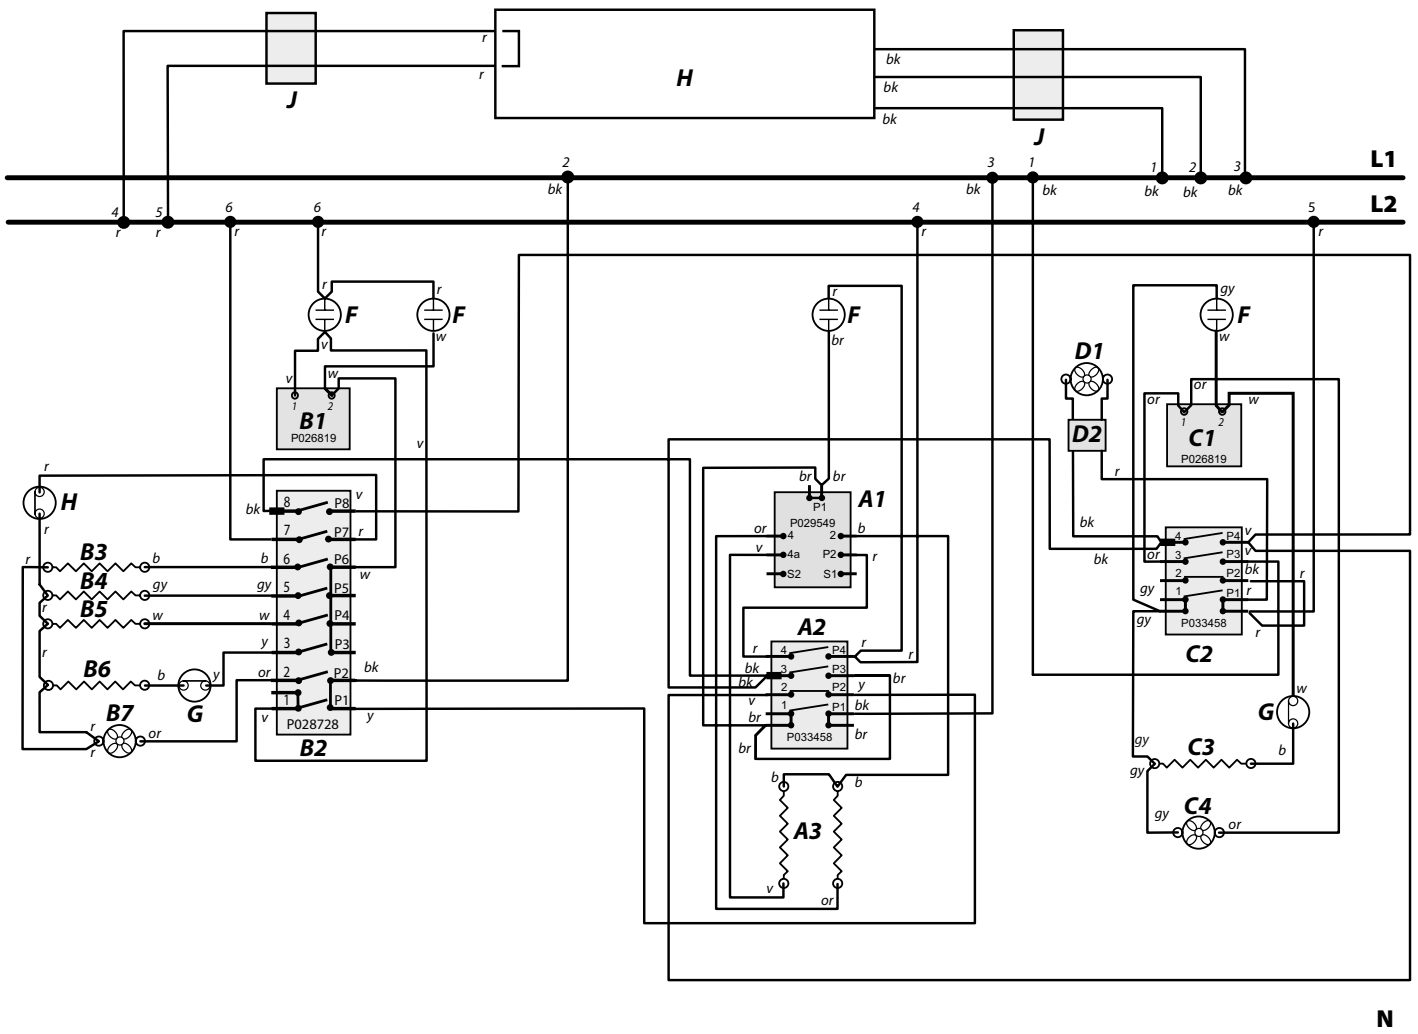 r
r
J
H
bk
bk
bk
J
L1
2
bk
3
bk
1
bk
1
bk
2
bk
3
bk
L2
4
r
5
r
6
r
6
r
4
r
5
r
r
F
v
r
F
w
r
F
br
gy
F
w
D1
D2
v
w
1
2
B1
P026819
v
or
or
w
1
2
C1
P026819
r
bk
bk
r
H
r
bk
8
P8
v
7
P7
r
r
B3
b
b
6
P6
w
B4
gy
gy
5
P5
r
B5
w
w
4
P4
r
y
3
P3
B6
b
y
G
or
2
P2
bk
B7
r
r
or
v
1
P1
y
P028728
B2
br
br
P1
A1
P029549
or
4
2
b
v
4a
P2
r
S2
S1
A2
r
4
P4
r
r
bk
bk
3
P3
br
v
2
P2
y
br
1
P1
bk
br
br
P033458
b
b
A3
v
or
4
P4
v
v
or
3
P3
bk
gy
2
P2
r
gy
1
P1
r
r
P033458
C2
w
G
gy
gy
C3
b
gy
C4
or
N